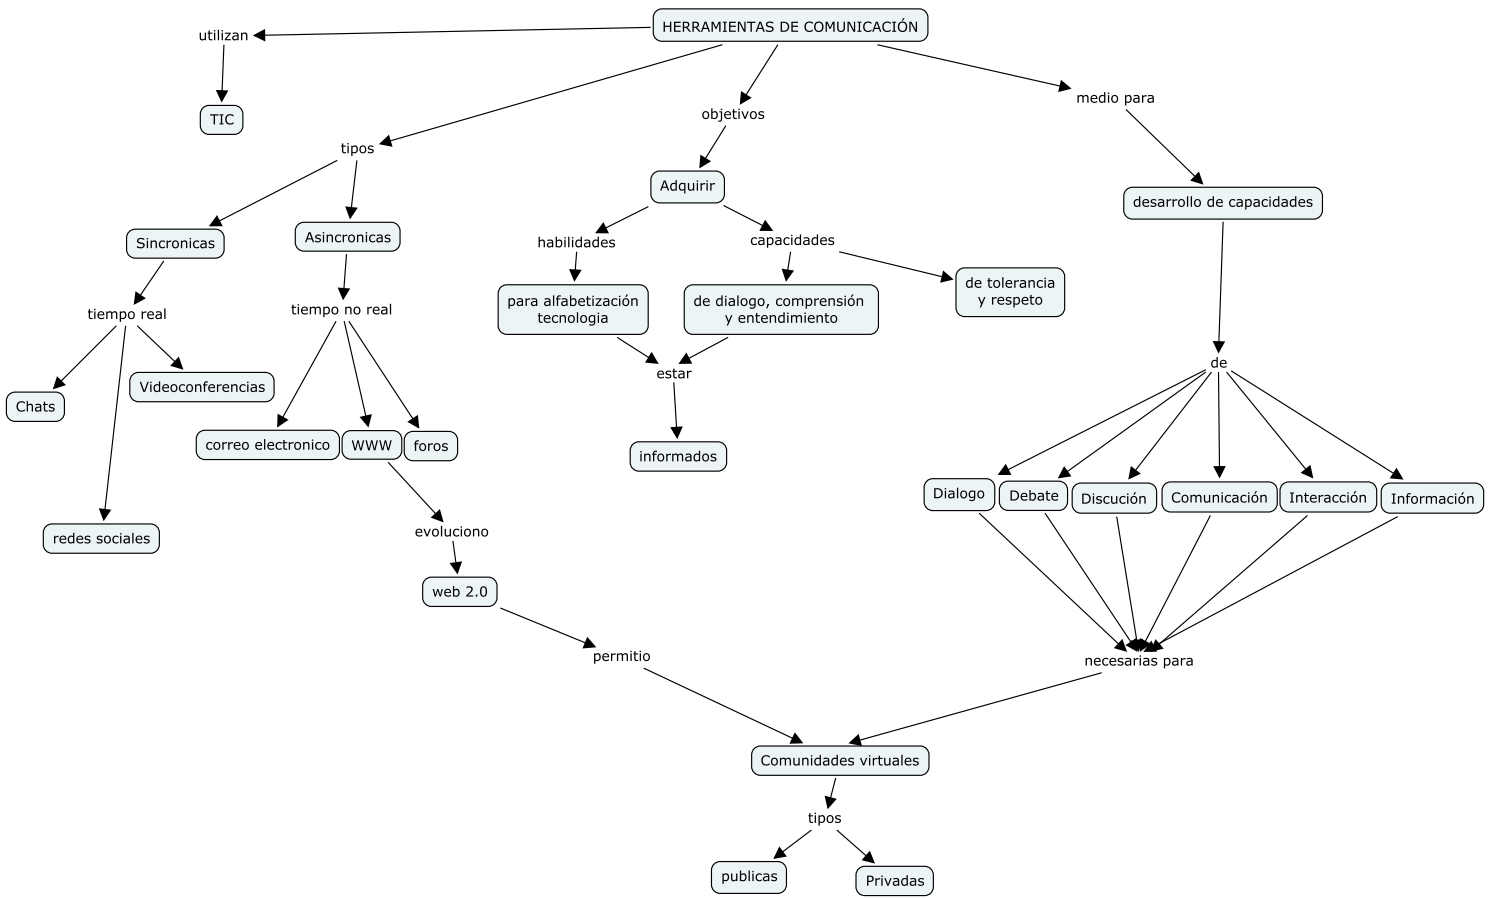 HERRAMIENTAS DE COMUNICACIÓN
utilizan
TIC
medio para
objetivos
tipos
Adquirir
desarrollo de capacidades
Sincronicas
Asincronicas
habilidades
capacidades
de tolerancia
y respeto
para alfabetización
tecnologia
de dialogo, comprensión
y entendimiento
tiempo real
tiempo no real
de
estar
Chats
Videoconferencias
correo electronico
WWW
foros
informados
Dialogo
Debate
Discución
Comunicación
Interacción
Información
redes sociales
evoluciono
web 2.0
permitio
necesarias para
Comunidades virtuales
tipos
publicas
Privadas